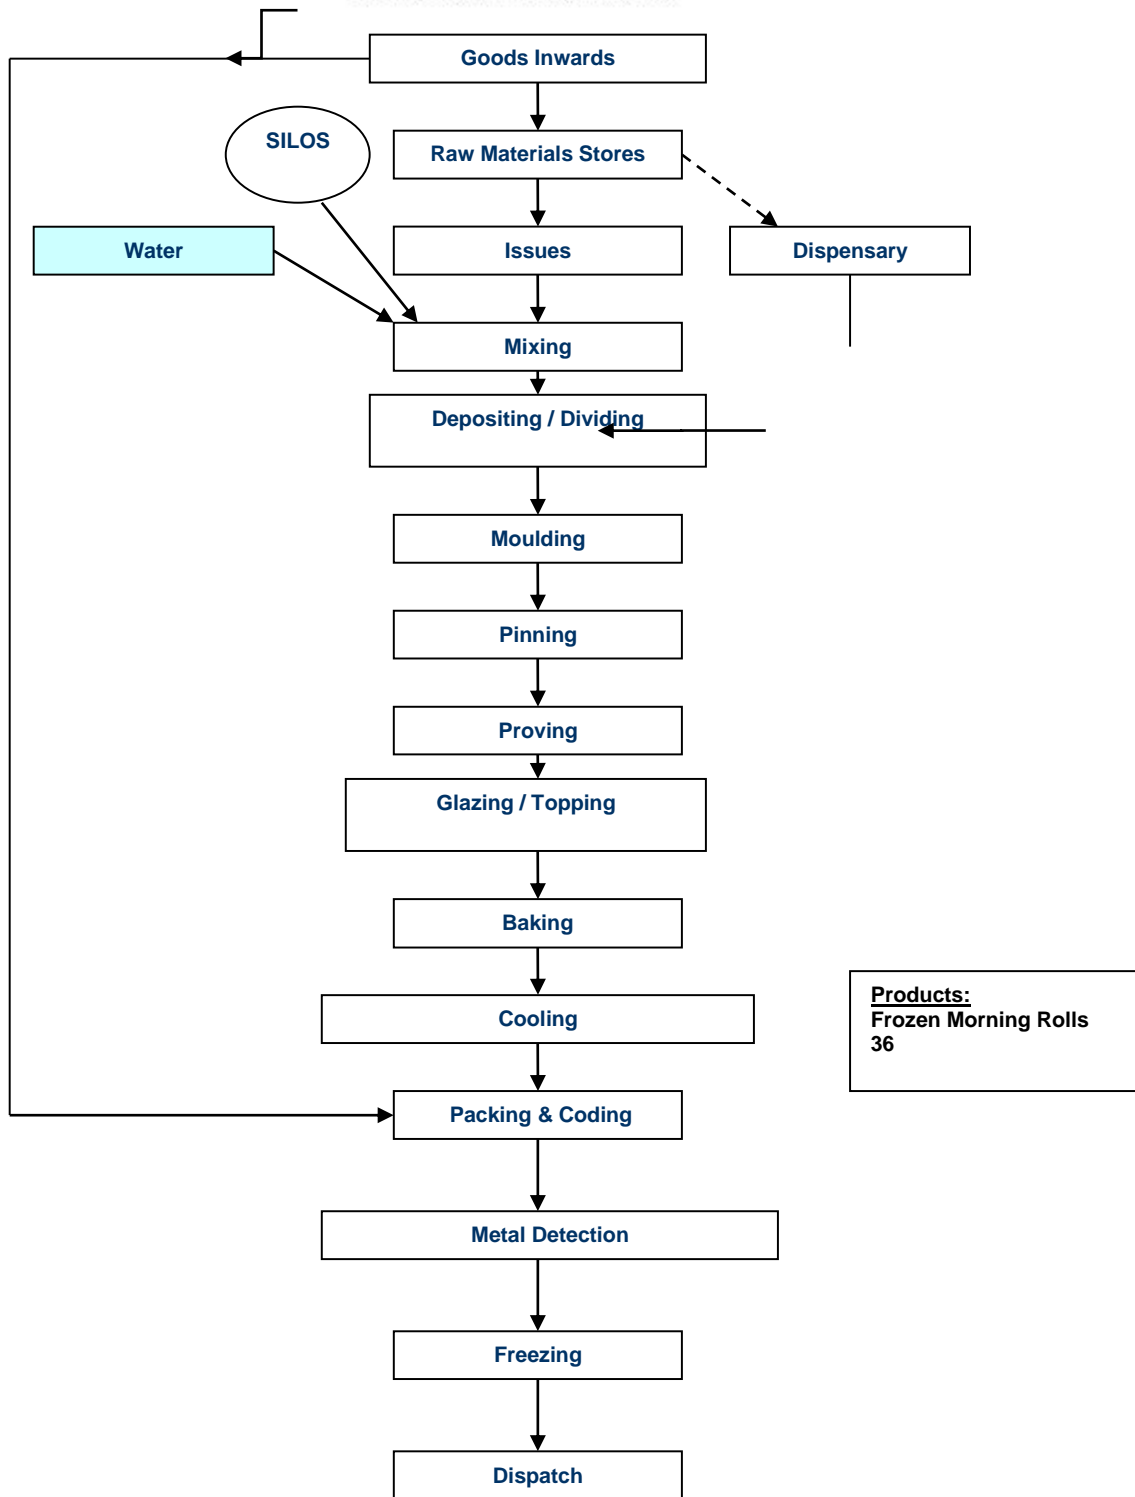 Goods Inwards
SILOS
Raw Materials Stores
Water
Issues
Dispensary
Mixing
Depositing / Dividing
Moulding
Pinning
Proving
Glazing / Topping
Baking
Products:
Frozen Morning Rolls
36
Cooling
Packing & Coding
Metal Detection
Freezing
Dispatch